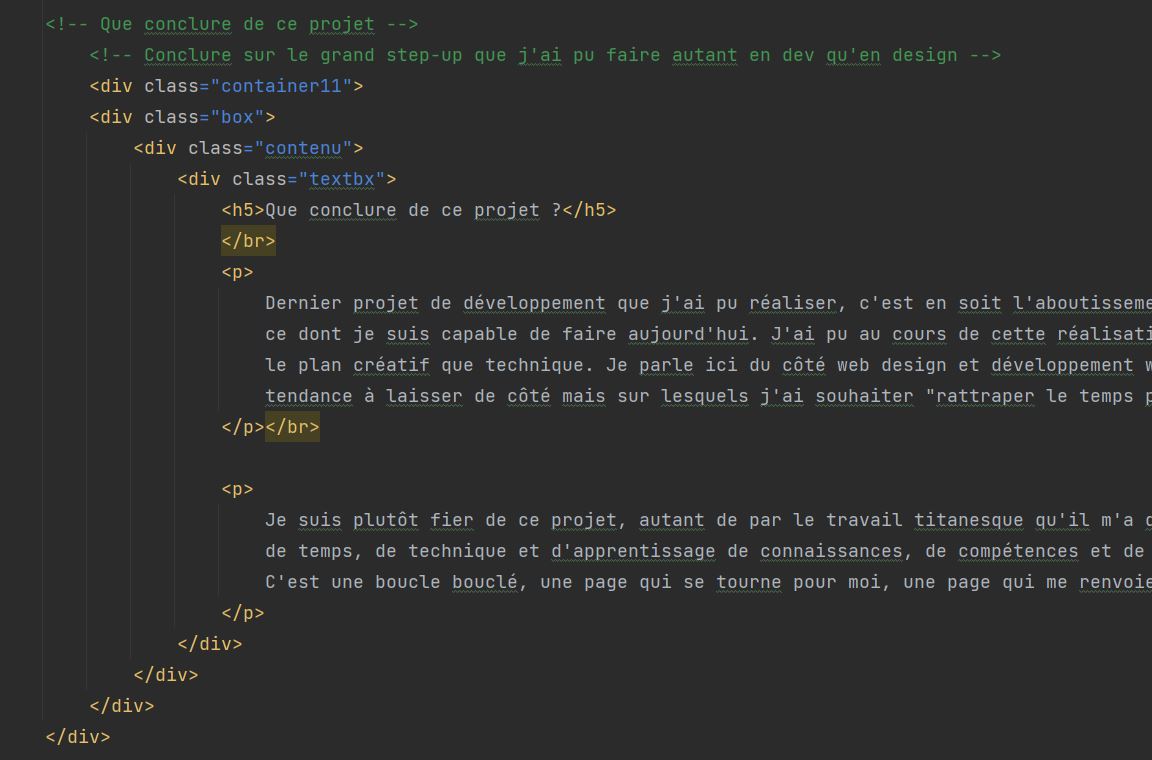 <!-- Que conclure de ce projet -->
<!-- Conclure sur le grand step-up que j'ai pu faire autant en dev qu'en design -->
<div class="container11">
<div class="box">
<div class="contenu">
<div class="textbx">
<h5>Que conclure de ce projet ?</h5>
</br>
<p>
Dernier projet de développement que j'ai pu réaliser, c'est en soit
ce dont je suis capable de faire aujourd'hui. J'ai pu au cours de cette
le plan créatif que technique. Je parle ici du côté web design et développement
tendance à laisser de côté mais sur lesquels j'ai souhaiter "rattraper le temps
</p></br>
<p>
Je suis plutôt fier de ce projet, autant de par le travail titanesque qu'il m'a
de temps, de technique et d'apprentissage de connaissances, de compétences et de
C'est une boucle bouclé, une page qui se tourne pour moi, une page qui me
</p>
</div>
</div>
</div>
</div>